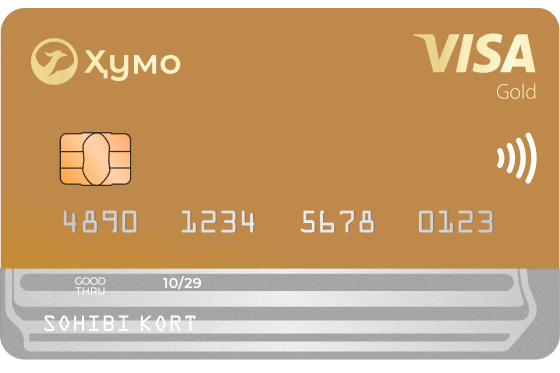 Ҳумо
VISA
Gold
4890 1234 5678 0123
GOOD
THRU
10/29
SOHIBI KORT